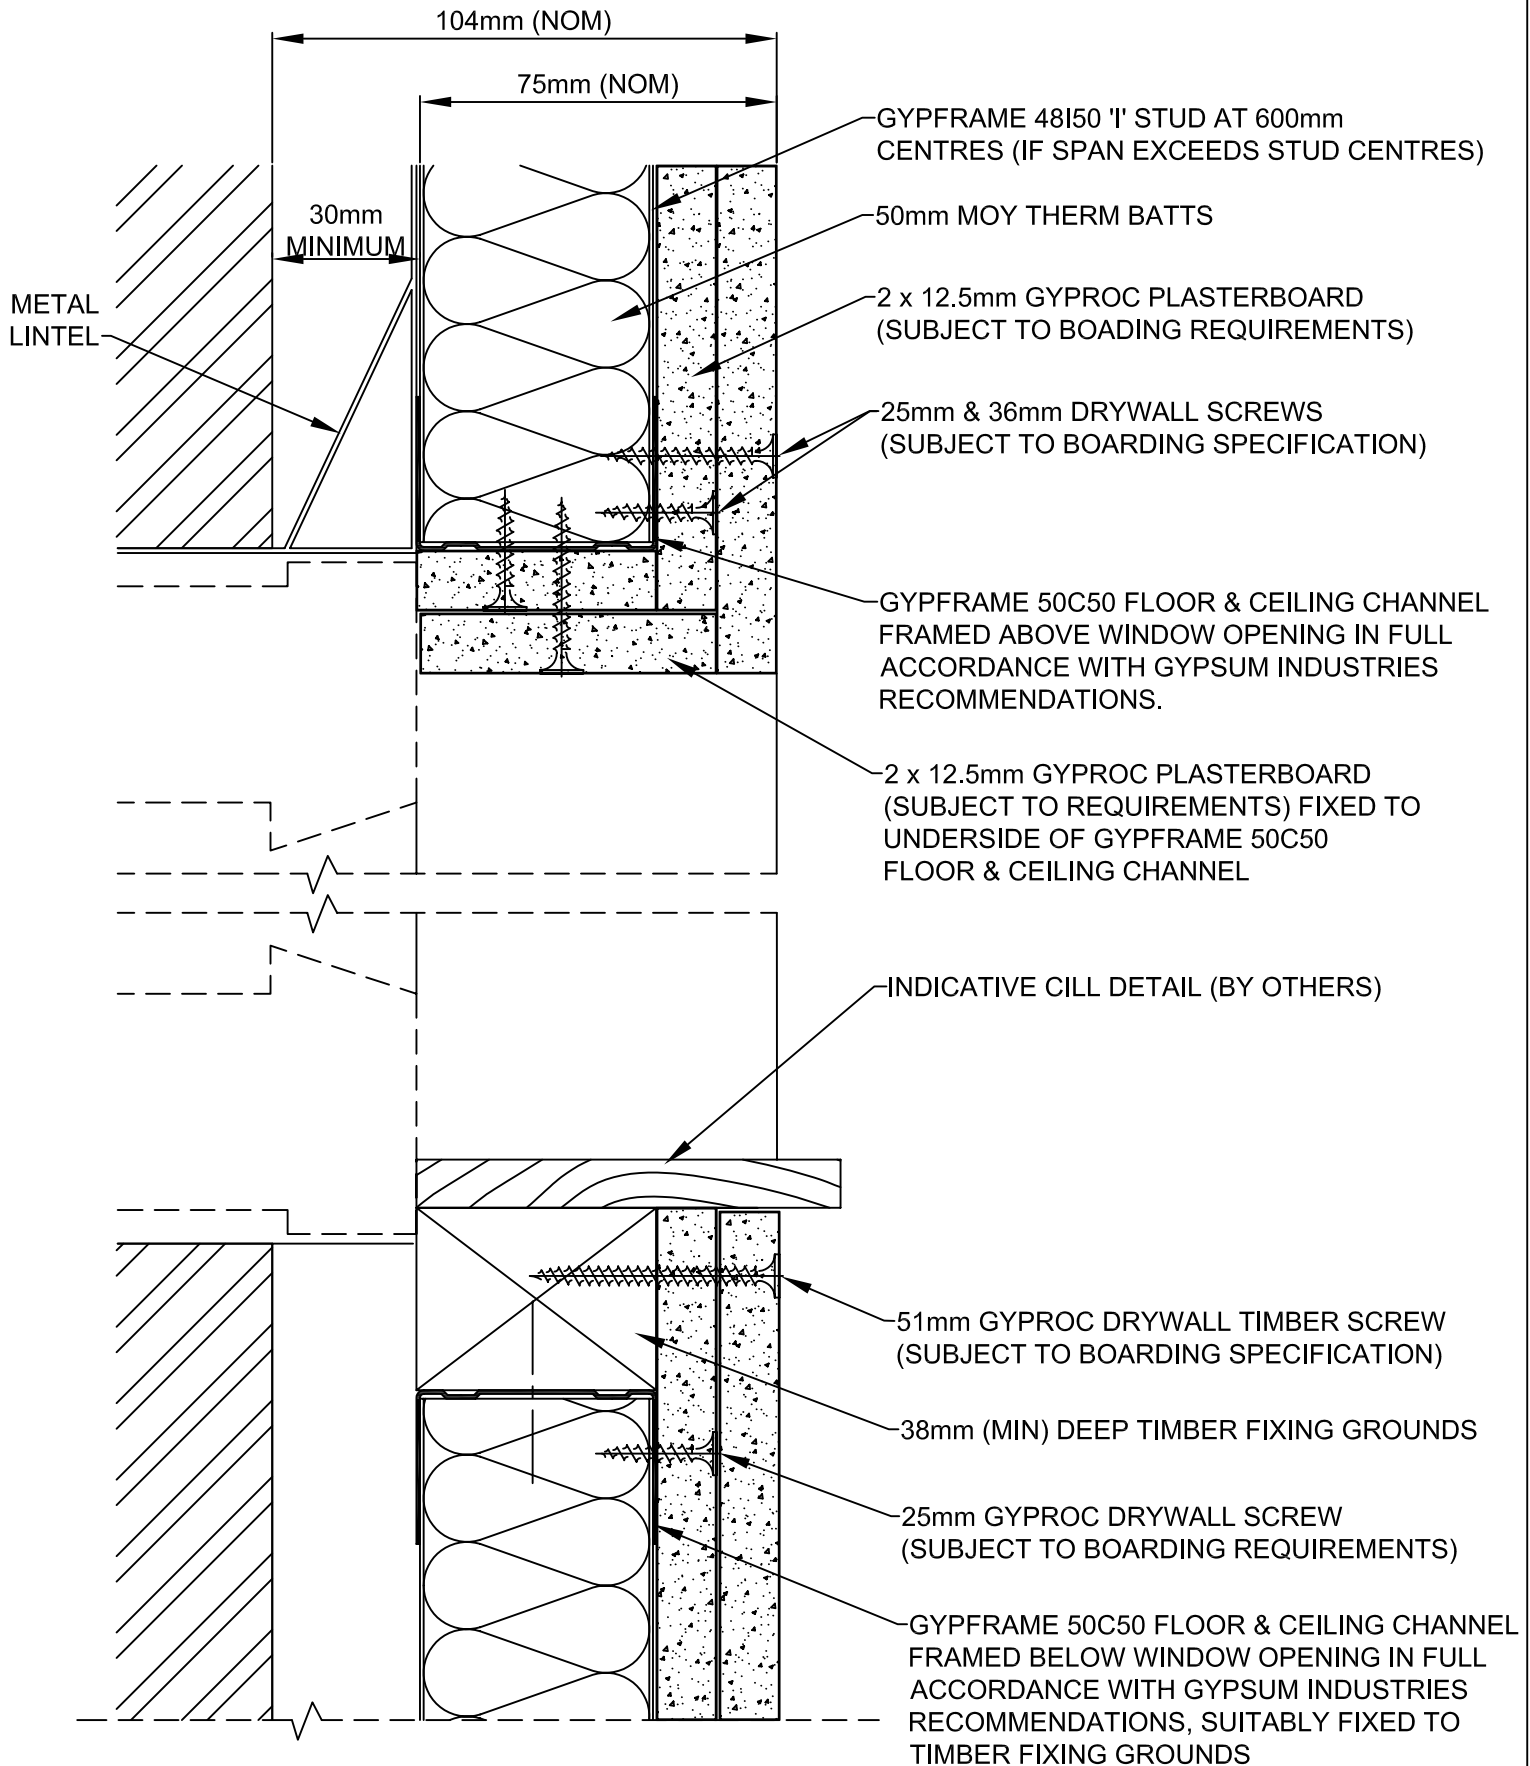 104mm (NOM)
75mm (NOM)
GYPFRAME 48I50 'I' STUD AT 600mm
CENTRES (IF SPAN EXCEEDS STUD CENTRES)
30mm
MINIMUM
50mm MOY THERM BATTS
METAL
LINTEL
2 x 12.5mm GYPROC PLASTERBOARD
(SUBJECT TO BOADING REQUIREMENTS)
25mm & 36mm DRYWALL SCREWS
(SUBJECT TO BOARDING SPECIFICATION)
GYPFRAME 50C50 FLOOR & CEILING CHANNEL
FRAMED ABOVE WINDOW OPENING IN FULL
ACCORDANCE WITH GYPSUM INDUSTRIES
RECOMMENDATIONS.
2 x 12.5mm GYPROC PLASTERBOARD
(SUBJECT TO REQUIREMENTS) FIXED TO
UNDERSIDE OF GYPFRAME 50C50
FLOOR & CEILING CHANNEL
INDICATIVE CILL DETAIL (BY OTHERS)
51mm GYPROC DRYWALL TIMBER SCREW
(SUBJECT TO BOARDING SPECIFICATION)
38mm (MIN) DEEP TIMBER FIXING GROUNDS
25mm GYPROC DRYWALL SCREW
(SUBJECT TO BOARDING REQUIREMENTS)
GYPFRAME 50C50 FLOOR & CEILING CHANNEL
FRAMED BELOW WINDOW OPENING IN FULL
ACCORDANCE WITH GYPSUM INDUSTRIES
RECOMMENDATIONS, SUITABLY FIXED TO
TIMBER FIXING GROUNDS